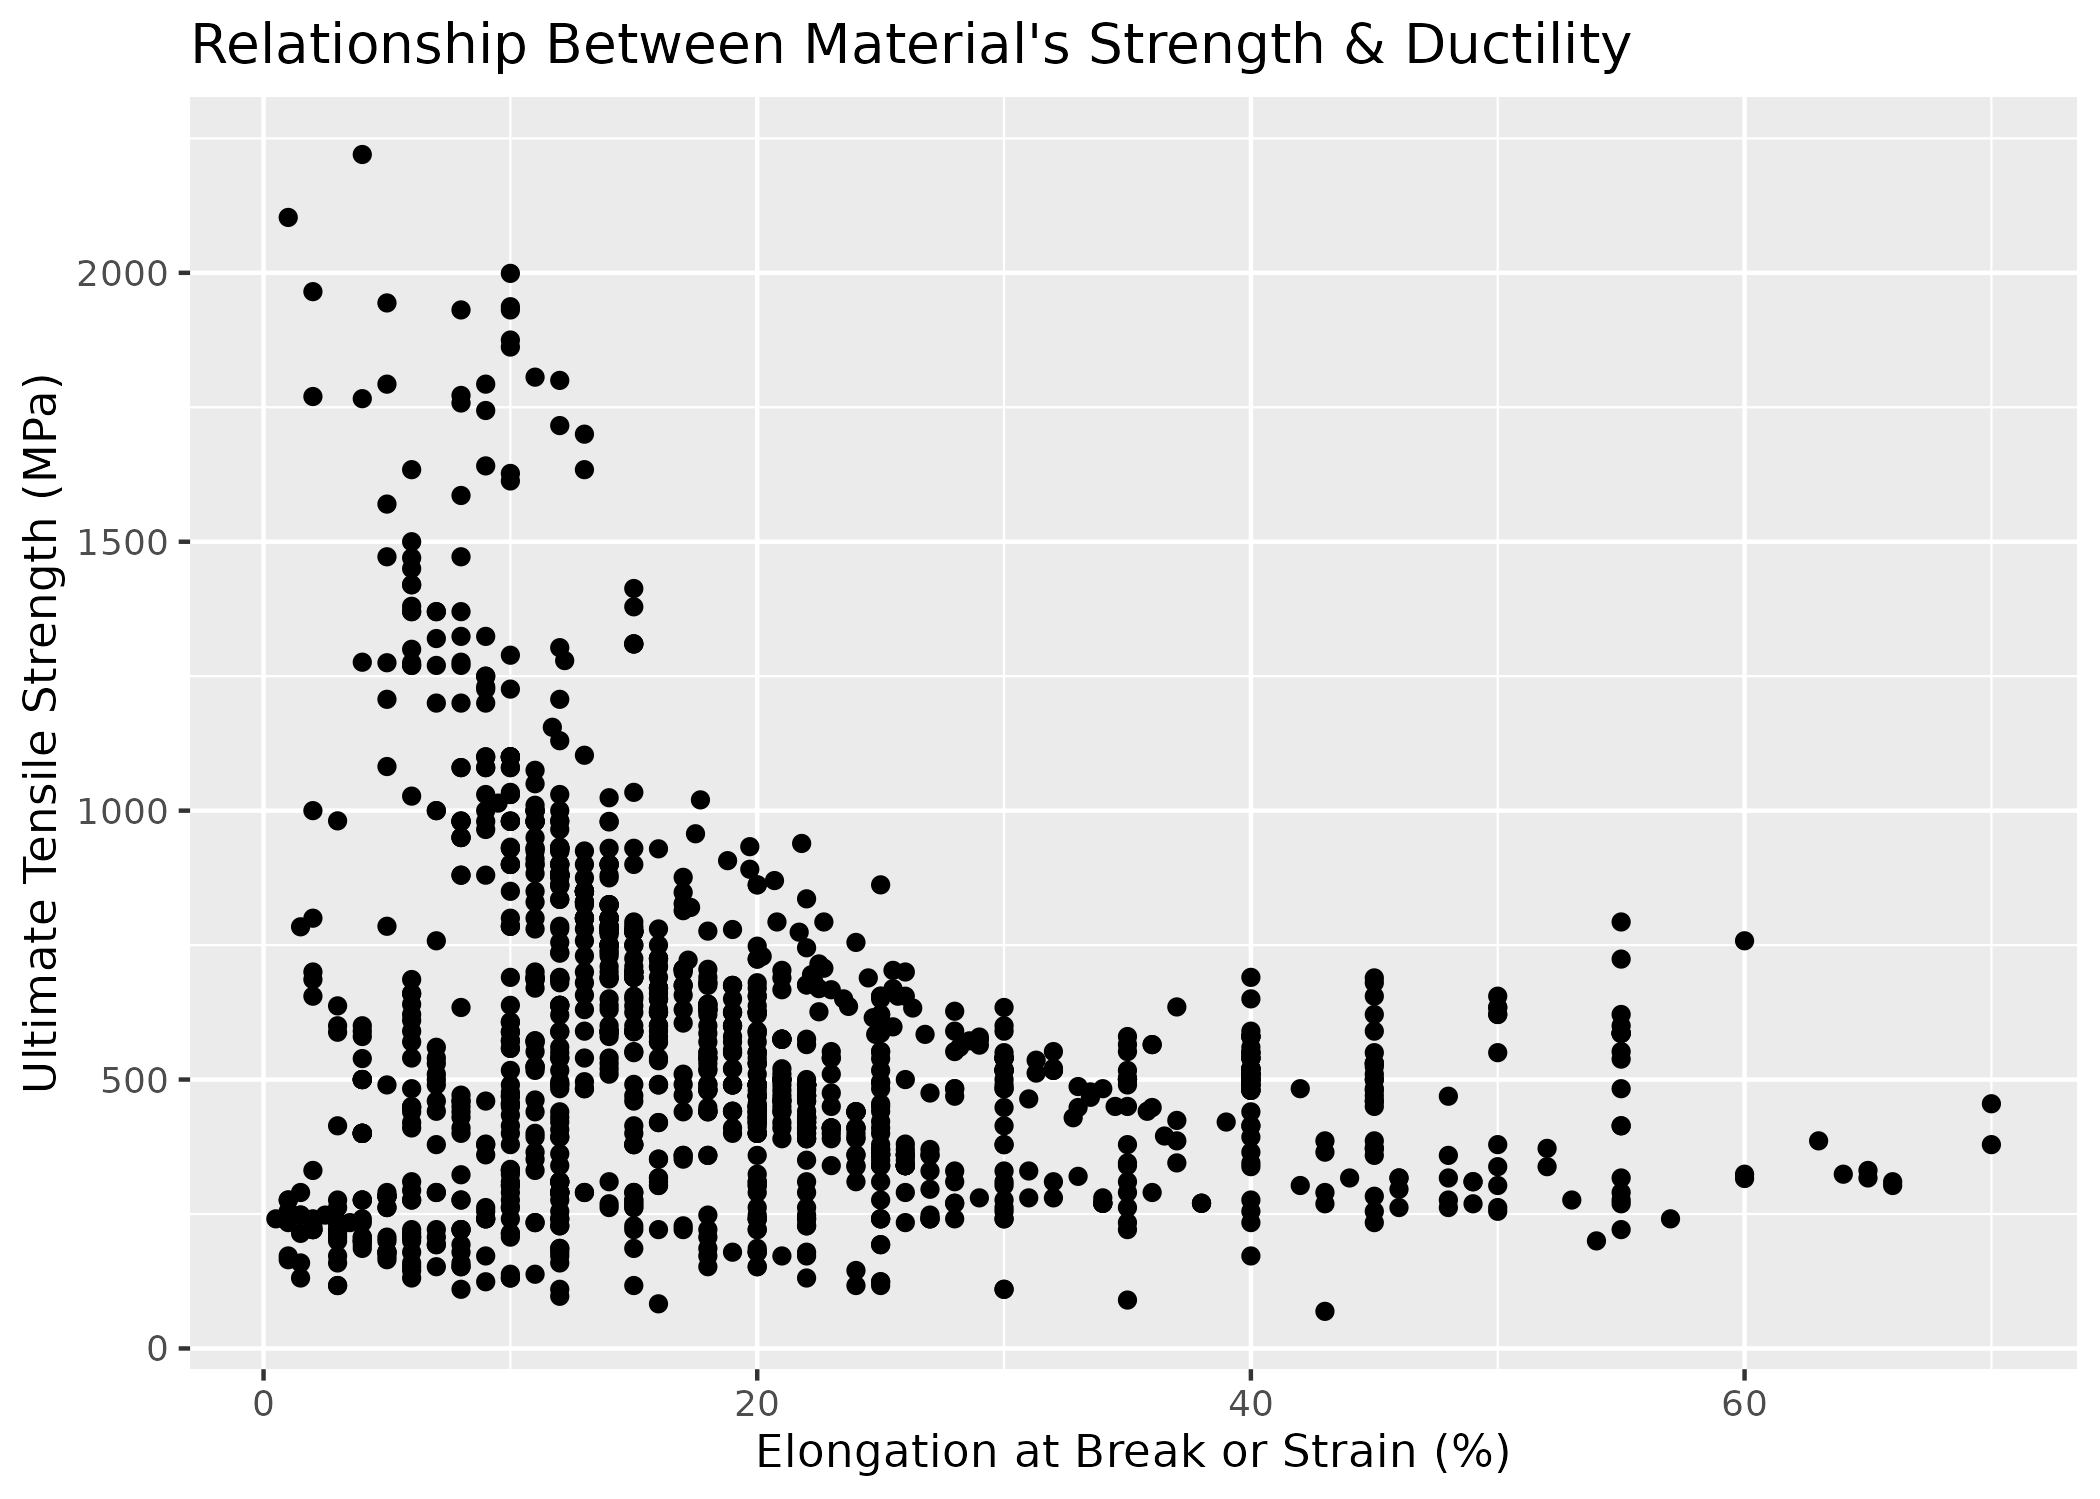 Relationship Between Material's Strength & Ductility
Ultimate Tensile Strength (MPa)
2000
1500
1000
500
0
0 20 40 60
Elongation at Break or Strain (%)